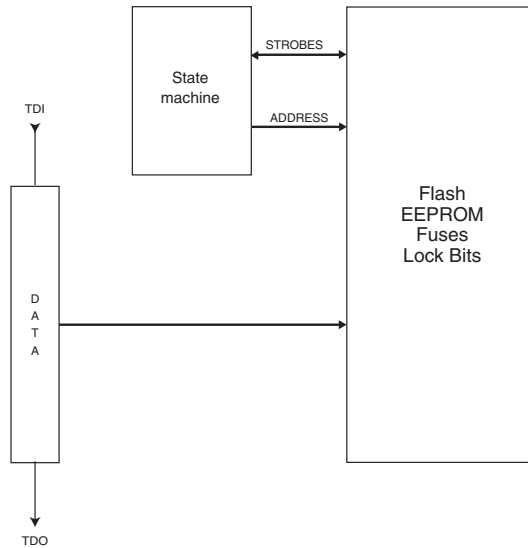 STROBES
State
machine
ADDRESS
TDI
Flash
EEPROM
Fuses
Lock Bits
D
A
T
A
TDO